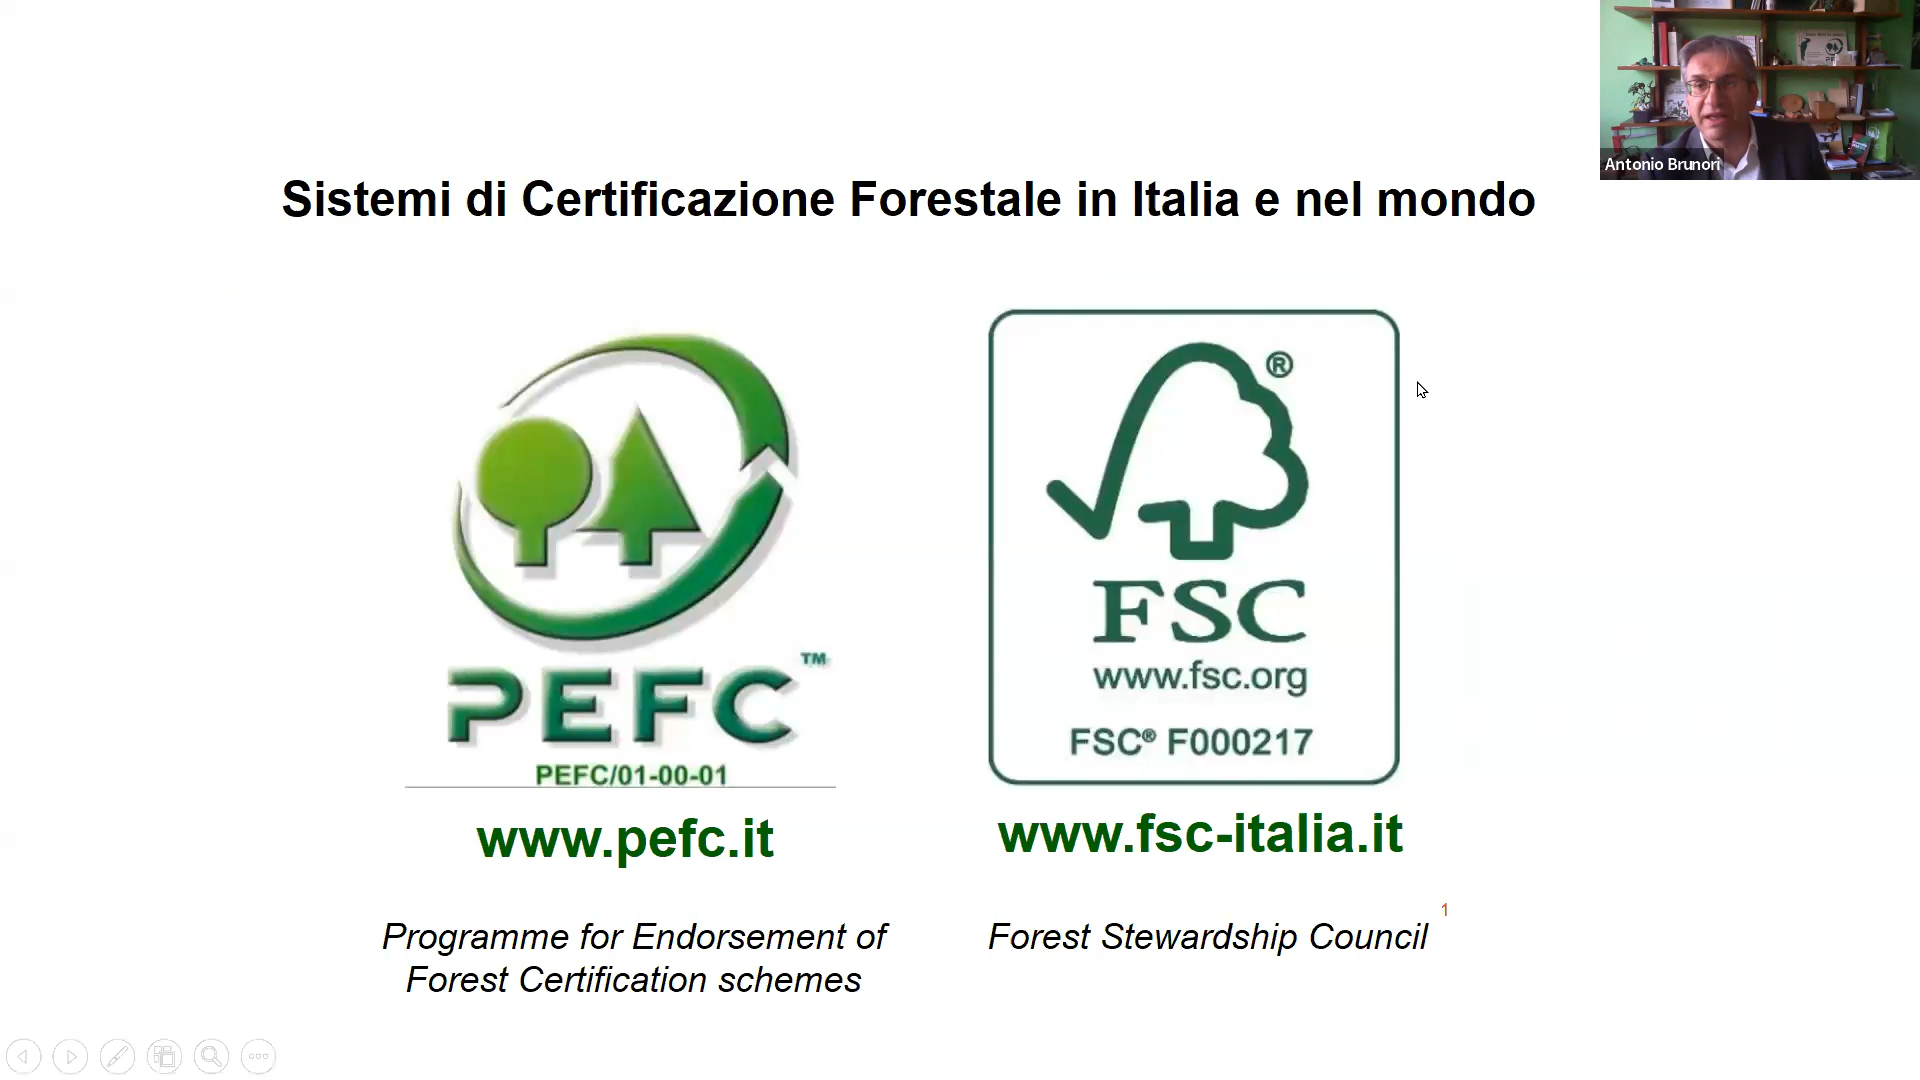 Antonio Brunori
Sistemi di Certificazione Forestale in Italia e nel mondo
PEFC™
PEFC/01-00-01
www.pefc.it
Programme for Endorsement of
Forest Certification schemes
®
FSC
www.fsc.org
FSC® F000217
www.fsc-italia.it
Forest Stewardship Council
1